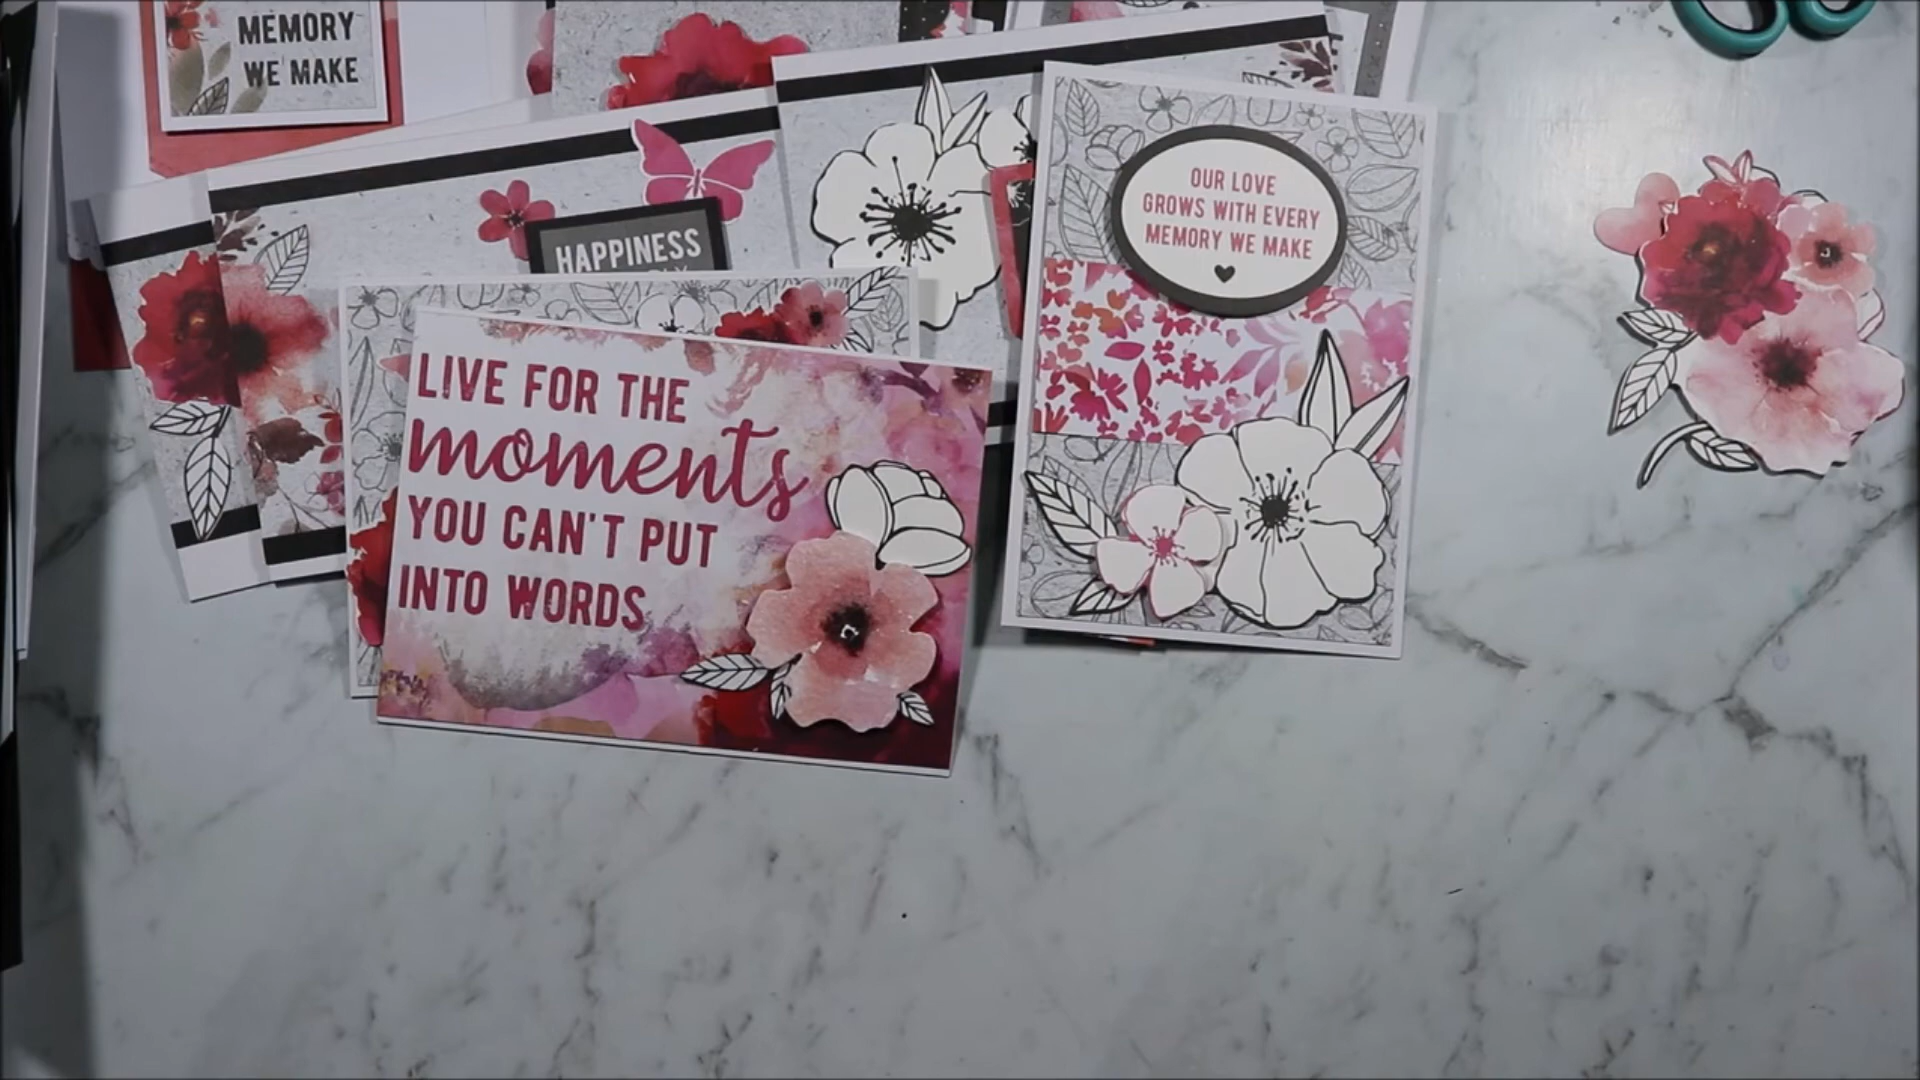 MEMORY
WE MAKE
HAPPINESS
OUR LOVE
GROWS WITH EVERY
MEMORY WE MAKE
LIVE FOR THE
moments
YOU CAN'T PUT
INTO WORDS